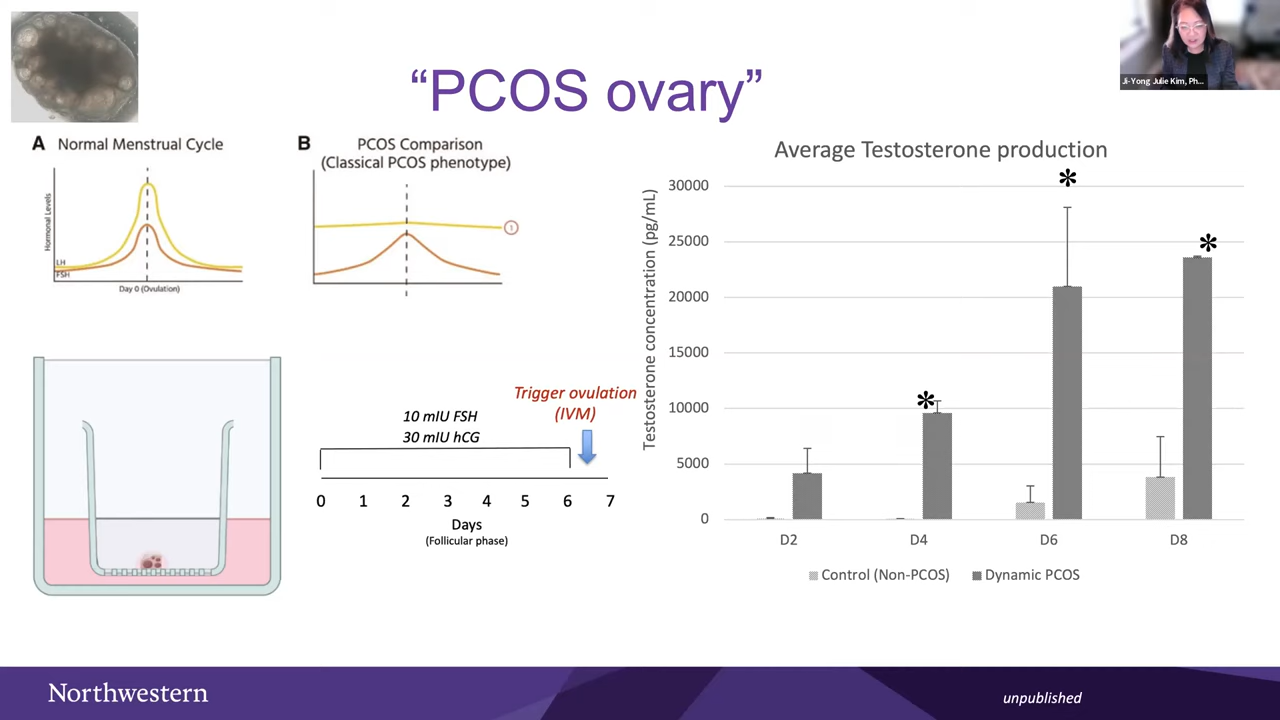 “PCOS ovary”
Ji-Yong Julie Kim, Ph...
A Normal Menstrual Cycle
Hormonal Levels
LH
FSH
Day 0 (Ovulation)
B PCOS Comparison
(Classical PCOS phenotype)
1
10 mIU FSH
30 mIU hCG
Trigger ovulation
(IVM)
0 1 2 3 4 5 6 7
Days
(Follicular phase)
Average Testosterone production
Testosterone concentration (pg/mL)
30000
25000
20000
15000
10000
5000
0
* * *
D2 D4 D6 D8
Control (Non-PCOS) Dynamic PCOS
Northwestern
unpublished